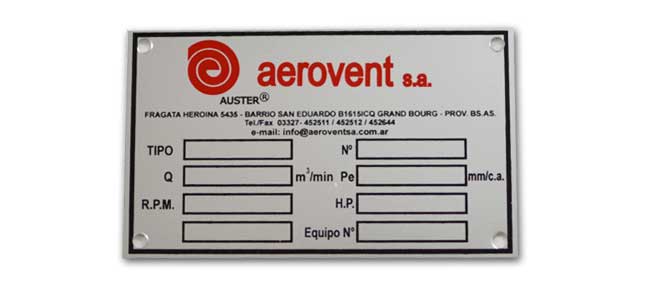 aerovent s.a.
AUSTER®
FRAGATA HEROINA 5435 - BARRIO SAN EDUARDO B1615ICQ GRAND BOURG - PROV. BS.AS.
Tel./Fax 03327- 452511 / 452512 / 452644
e-mail: info@aeroventsa.com.ar
TIPO Nº
Q m³/min Pe mm/c.a.
R.P.M. H.P.
Equipo Nº